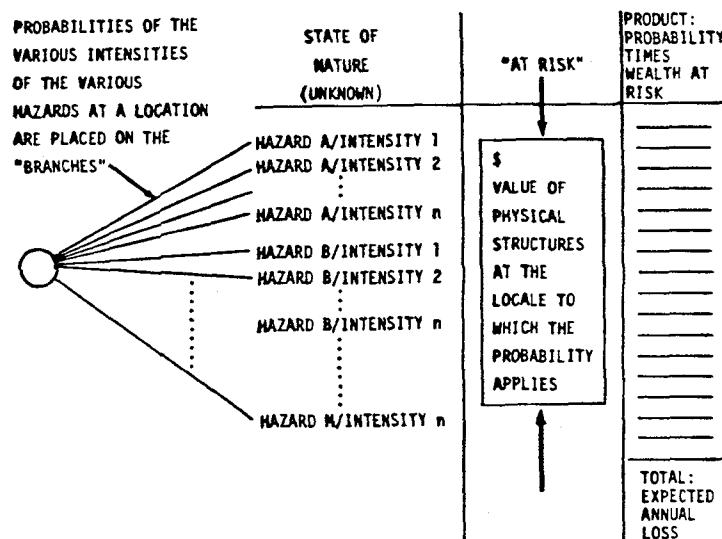 PROBABILITIES OF THE
VARIOUS INTENSITIES
OF THE VARIOUS
HAZARDS AT A LOCATION
ARE PLACED ON THE
"BRANCHES"
STATE OF
NATURE
(UNKNOWN)
HAZARD A/INTENSITY 1
HAZARD A/INTENSITY 2
HAZARD A/INTENSITY n
HAZARD B/INTENSITY 1
HAZARD B/INTENSITY 2
HAZARD B/INTENSITY n
HAZARD M/INTENSITY n
"AT RISK"
$
VALUE OF
PHYSICAL
STRUCTURES
AT THE
LOCALE TO
WHICH THE
PROBABILITY
APPLIES
PRODUCT:
PROBABILITY
TIMES
WEALTH AT
RISK
TOTAL:
EXPECTED
ANNUAL
LOSS